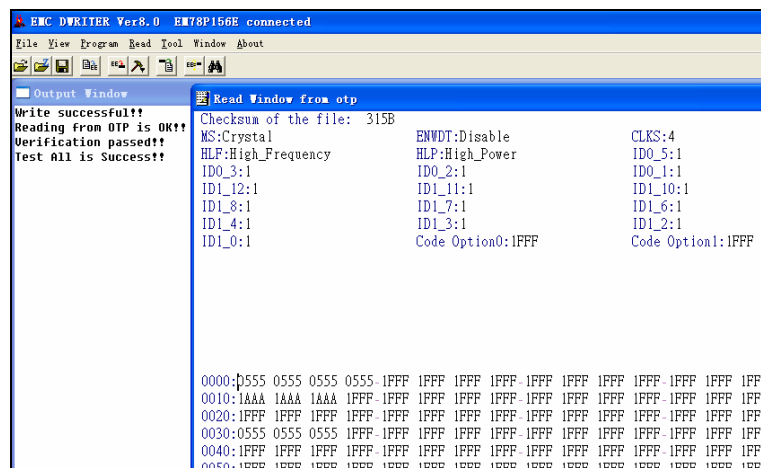 EMC DWRITER Ver8.0 EM78P156E connected
File View Program Read Tool Window About
Output Window
Write successful!!
Reading from OTP is OK!!
Verification passed!!
Test All is Success!!
Read Window from otp
Checksum of the file: 315B
MS:Crystal ENWDT:Disable CLKS:4
HLF:High_Frequency HLP:High_Power ID0_5:1
ID0_3:1 ID0_2:1 ID0_1:1
ID1_12:1 ID1_11:1 ID1_10:1
ID1_8:1 ID1_7:1 ID1_6:1
ID1_4:1 ID1_3:1 ID1_2:1
ID1_0:1 Code Option0:1FFF Code Option1:1FFF
0000:0555 0555 0555 0555-1FFF 1FFF 1FFF 1FFF-1FFF 1FFF 1FFF 1FFF-1FFF 1FFF 1FF
0010:1AAA 1AAA 1AAA 1FFF-1FFF 1FFF 1FFF 1FFF-1FFF 1FFF 1FFF 1FFF-1FFF 1FFF 1FF
0020:1FFF 1FFF 1FFF 1FFF-1FFF 1FFF 1FFF 1FFF-1FFF 1FFF 1FFF 1FFF-1FFF 1FFF 1FF
0030:0555 0555 0555 1FFF-1FFF 1FFF 1FFF 1FFF-1FFF 1FFF 1FFF 1FFF-1FFF 1FFF 1FF
0040:1FFF 1FFF 1FFF 1FFF-1FFF 1FFF 1FFF 1FFF-1FFF 1FFF 1FFF 1FFF-1FFF 1FFF 1FF